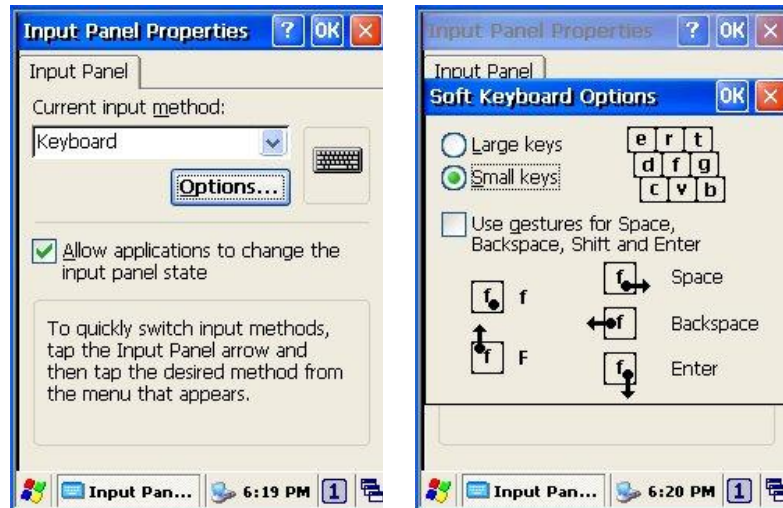 Input Panel Properties ? OK X
Input Panel
Current input method:
Keyboard
Options...
Allow applications to change the
input panel state
To quickly switch input methods,
tap the Input Panel arrow and
then tap the desired method from
the menu that appears.
Input Pan... 6:19 PM 1
Input Panel Properties ? OK X
Input Panel
Soft Keyboard Options OK X
Large keys
Small keys
e r t
d f g
c v b
Use gestures for Space,
Backspace, Shift and Enter
f f
f F
f Space
f Backspace
f Enter
Input Pan... 6:20 PM 1